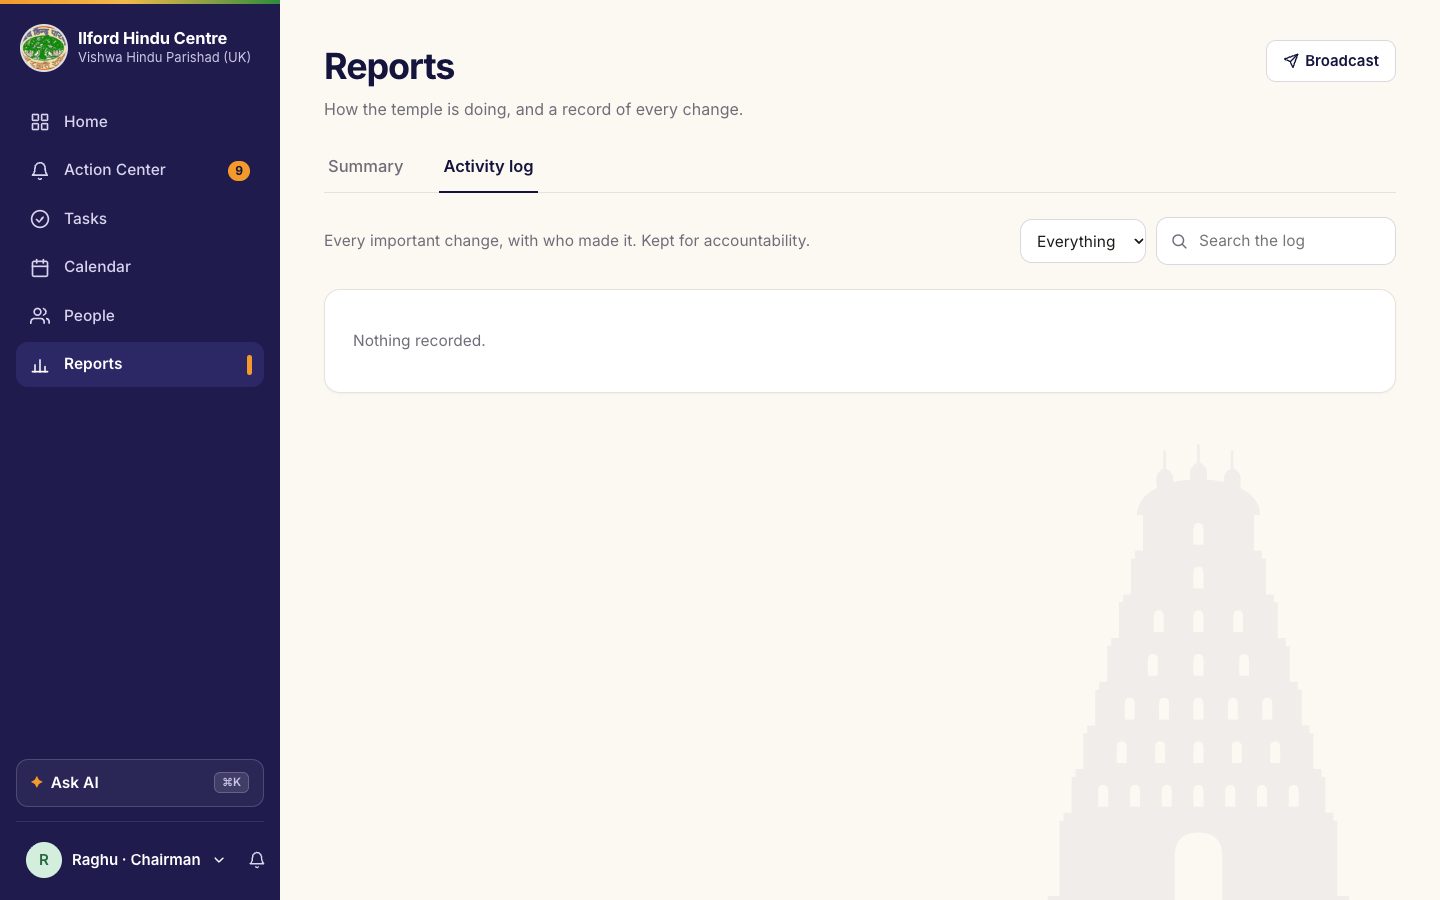 Ilford Hindu Centre
Vishwa Hindu Parishad (UK)
Home
Action Center
9
Tasks
Calendar
People
Reports
Ask AI
⌘K
R
Raghu · Chairman
Reports
Broadcast
How the temple is doing, and a record of every change.
Summary
Activity log
Every important change, with who made it. Kept for accountability.
Everything
Search the log
Nothing recorded.